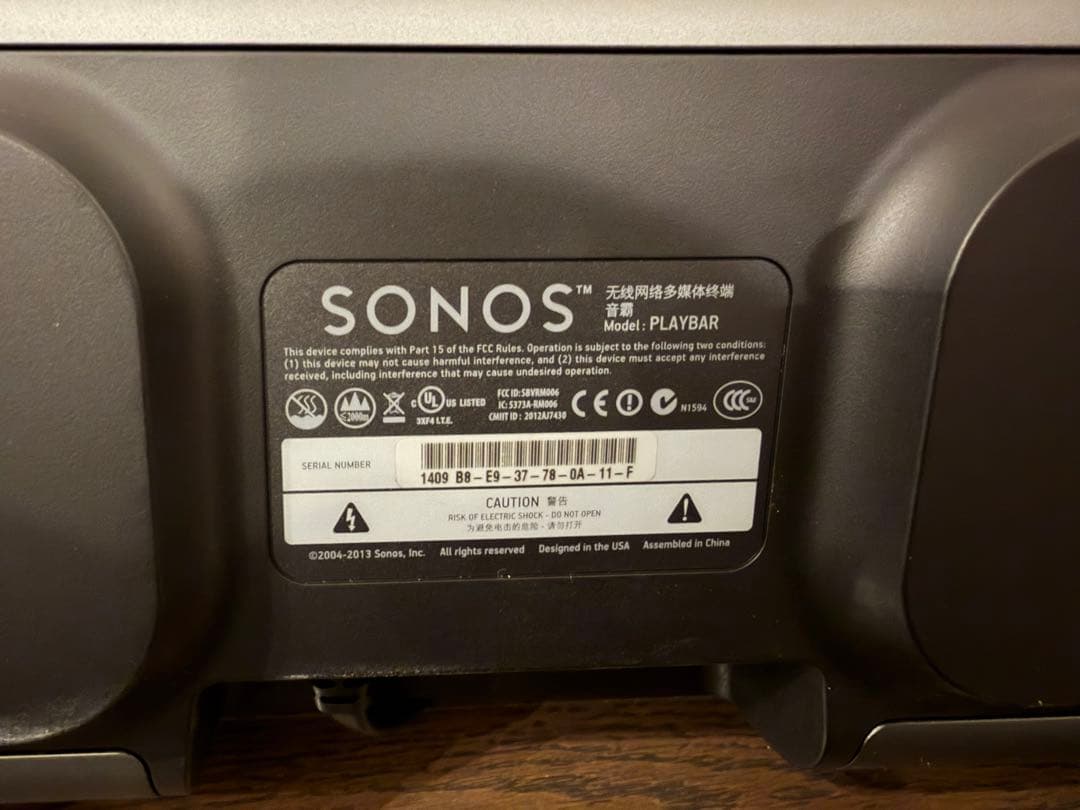 SONOS™ 无线网络多媒体终端
音霸
Model: PLAYBAR
This device complies with Part 15 of the FCC Rules. Operation is subject to the following two conditions:
(1) this device may not cause harmful interference, and (2) this device must accept any interference
received, including interference that may cause undesired operation.
≤2000m
c UL US LISTED
3XF4 I.T.E.
FCC ID: SBVRM006
IC: 5373A-RM006
CMIIT ID: 2012AJ7430
CE
N1594
CCC S&E
SERIAL NUMBER
1409 B8-E9-37-78-0A-11-F
CAUTION 警告
RISK OF ELECTRIC SHOCK - DO NOT OPEN
为避免电击的危险 - 请勿打开
©2004-2013 Sonos, Inc. All rights reserved Designed in the USA Assembled in China